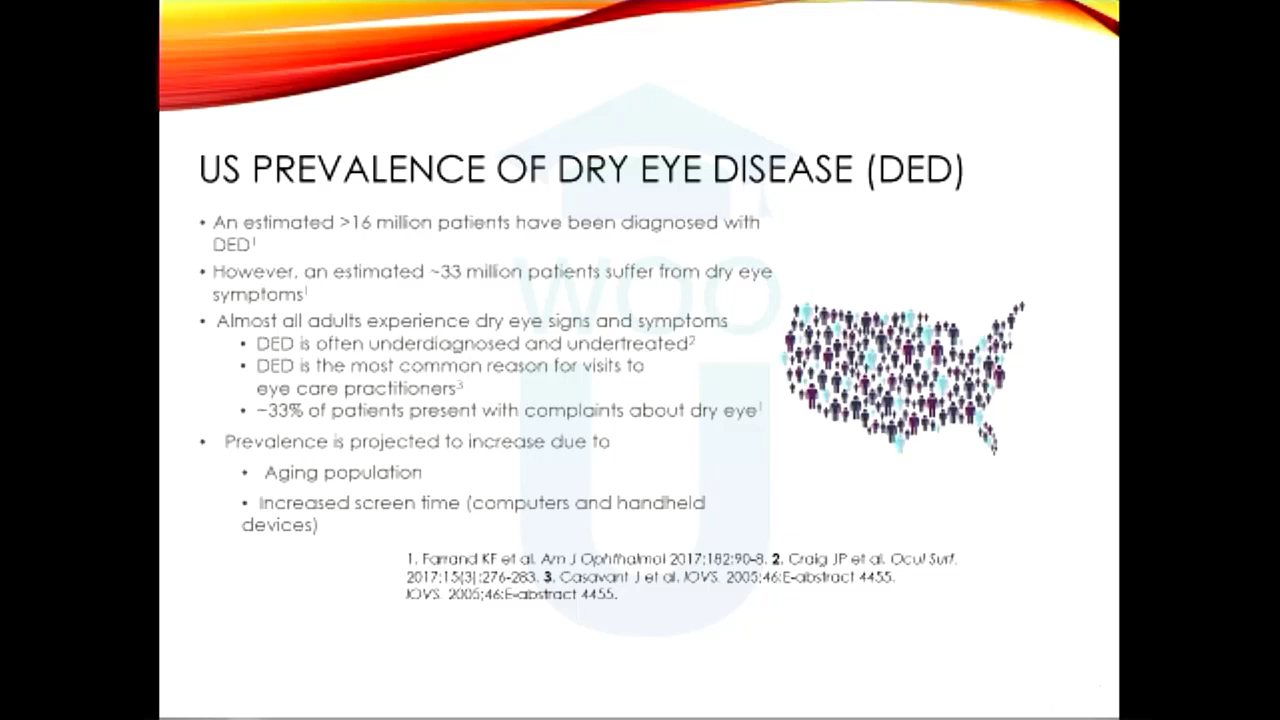 US PREVALENCE OF DRY EYE DISEASE (DED)
• An estimated >16 million patients have been diagnosed with
DED¹
• However, an estimated ~33 million patients suffer from dry eye
symptoms¹
• Almost all adults experience dry eye signs and symptoms
• DED is often underdiagnosed and undertreated²
• DED is the most common reason for visits to
eye care practitioners³
• ~33% of patients present with complaints about dry eye¹
• Prevalence is projected to increase due to
• Aging population
• Increased screen time (computers and handheld
devices)
1. Farrand KF et al. Am J Ophthalmol 2017;182:90-8. 2. Craig JP et al. Ocul Surf.
2017;15(3):276-283. 3. Casavant J et al. IOVS. 2005;46:E-abstract 4455.
IOVS. 2005;46:E-abstract 4455.
WOO
U